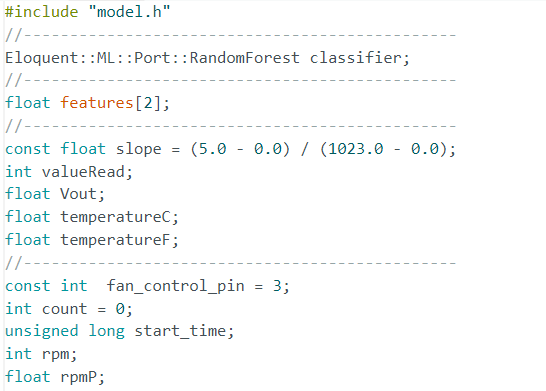 #include "model.h"
//----------------------------------------------
Eloquent::ML::Port::RandomForest classifier;
//----------------------------------------------
float features[2];
//----------------------------------------------
const float slope = (5.0 - 0.0) / (1023.0 - 0.0);
int valueRead;
float Vout;
float temperatureC;
float temperatureF;
//----------------------------------------------
const int  fan_control_pin = 3;
int count = 0;
unsigned long start_time;
int rpm;
float rpmP;